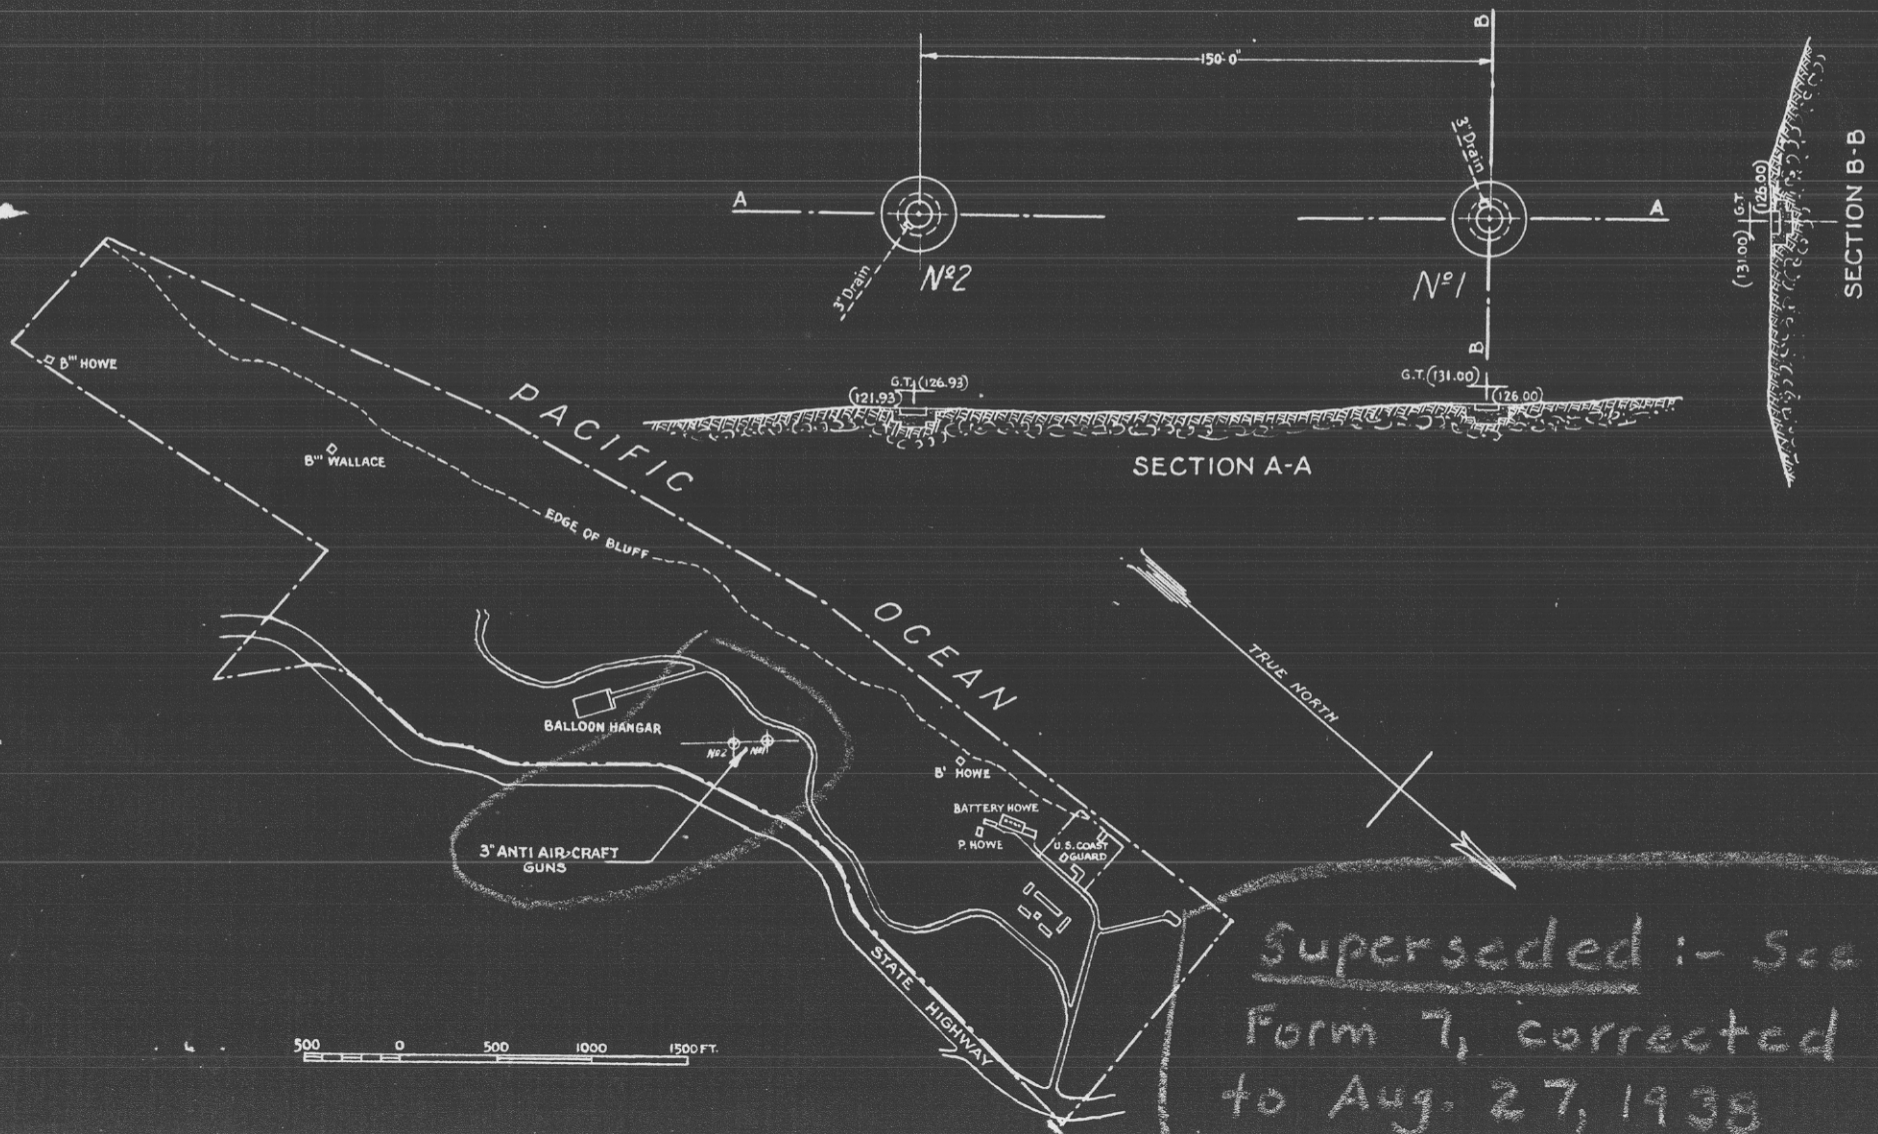 B
150'-0"
3" Drain
A
A
3" Drain
Nº2
Nº1
B
G.T. (126.93)
(121.93)
G.T. (131.00)
(126.00)
SECTION A-A
(131.00) G.T.
(126.00)
SECTION B-B
B''' HOWE
B''' WALLACE
PACIFIC OCEAN
EDGE OF BLUFF
TRUE NORTH
BALLOON HANGAR
Nº2
Nº1
B' HOWE
BATTERY HOWE
P. HOWE
U.S. COAST
GUARD
3" ANTI AIR-CRAFT
GUNS
STATE HIGHWAY
500 0 500 1000 1500 FT.
Superseded :- See
Form 7, corrected
to Aug. 27, 1938